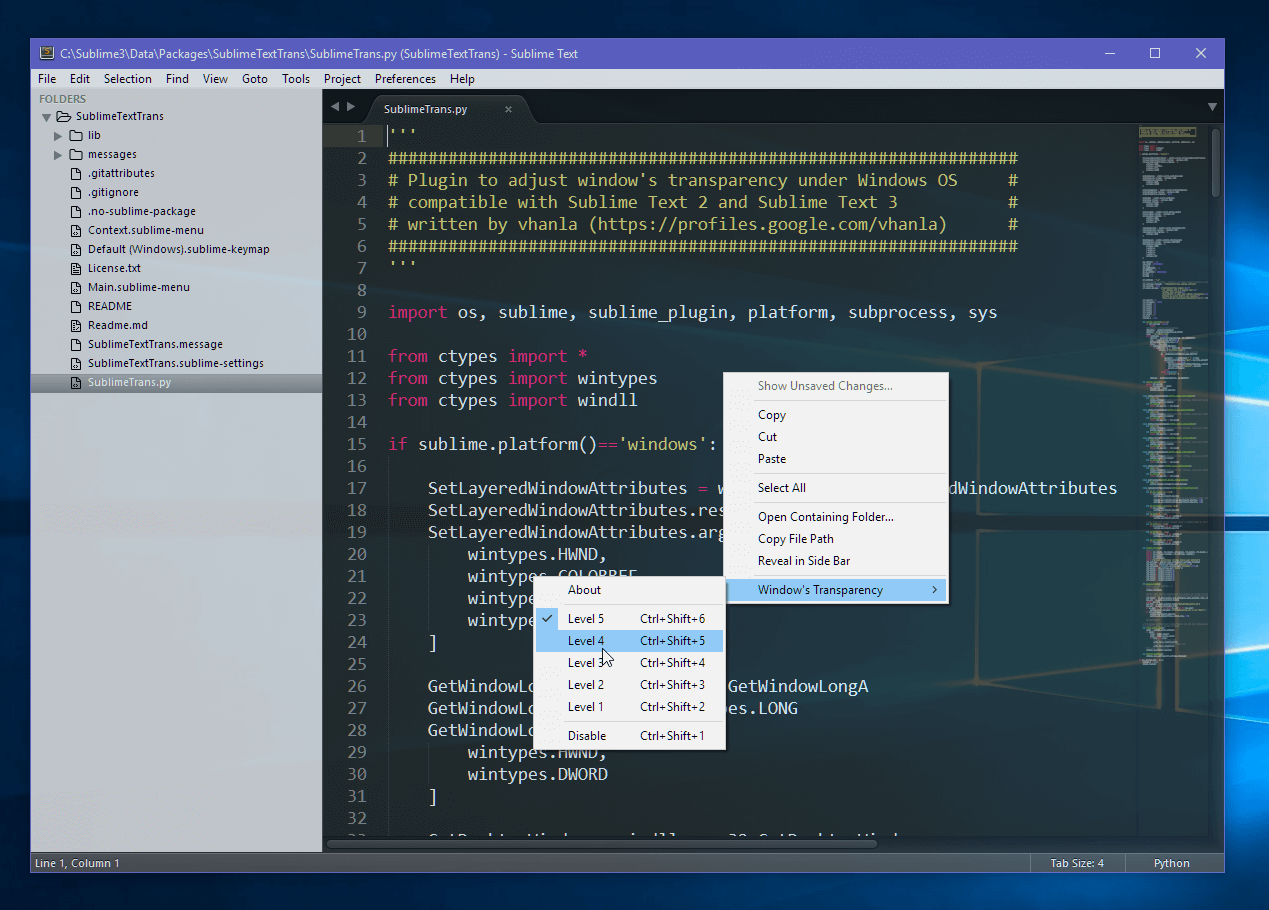 C:\Sublime3\Data\Packages\SublimeTextTrans\SublimeTrans.py (SublimeTextTrans) - Sublime Text
File Edit Selection Find View Goto Tools Project Preferences Help
FOLDERS
SublimeTextTrans
lib
messages
.gitattributes
.gitignore
.no-sublime-package
Context.sublime-menu
Default (Windows).sublime-keymap
License.txt
Main.sublime-menu
README
Readme.md
SublimeTextTrans.message
SublimeTextTrans.sublime-settings
SublimeTrans.py
SublimeTrans.py
1 '''
2 ###############################################################
3 # Plugin to adjust window's transparency under Windows OS     #
4 # compatible with Sublime Text 2 and Sublime Text 3           #
5 # written by vhanla (https://profiles.google.com/vhanla)      #
6 ###############################################################
7 '''
8
9 import os, sublime, sublime_plugin, platform, subprocess, sys
10
11 from ctypes import *
12 from ctypes import wintypes
13 from ctypes import windll
14
15 if sublime.platform()=='windows':
16
17 SetLayeredWindowAttributes = w dWindowAttributes
18 SetLayeredWindowAttributes.res
19 SetLayeredWindowAttributes.arg
20 wintypes.HWND,
21 wintypes.COLORREF
22 wintype
23 wintype
24 ]
25
26 GetWindowLo GetWindowLongA
27 GetWindowLo es.LONG
28 GetWindowLo
29 wintypes.HWND,
30 wintypes.DWORD
31 ]
32
33
Show Unsaved Changes...
Copy
Cut
Paste
Select All
Open Containing Folder...
Copy File Path
Reveal in Side Bar
Window's Transparency
About
Level 5 Ctrl+Shift+6
Level 4 Ctrl+Shift+5
Level 3 Ctrl+Shift+4
Level 2 Ctrl+Shift+3
Level 1 Ctrl+Shift+2
Disable Ctrl+Shift+1
Line 1, Column 1
Tab Size: 4
Python